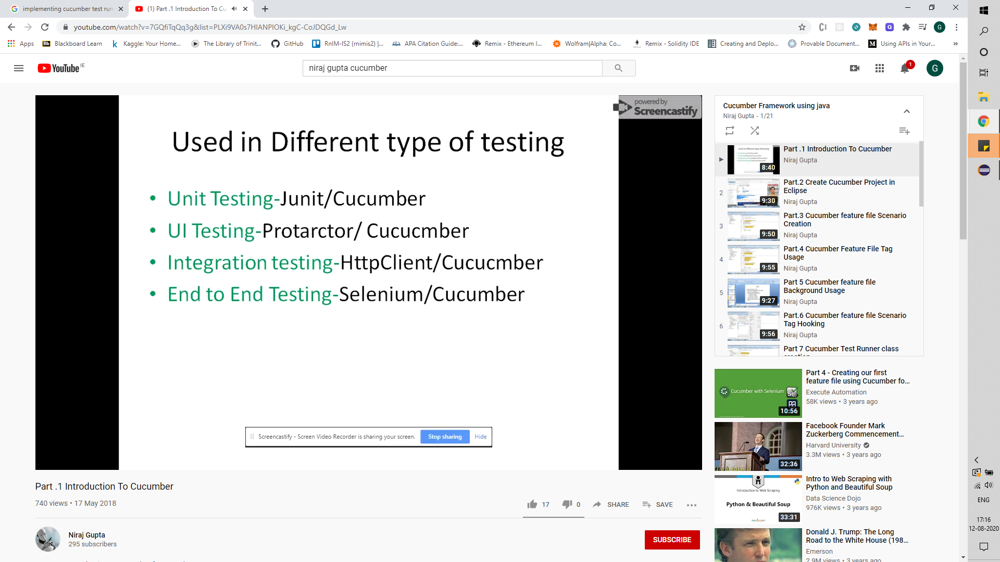 implementing cucumber test run
(1) Part .1 Introduction To Cu
youtube.com/watch?v=7GQfiTqQq3g&list=PLXi9VA0s7HIANPIOKi_kgC-CoJDQGd_Lw
Apps
Bb Blackboard Learn
k Kaggle: Your Home...
The Library of Trinit...
GitHub
RnIM-IS2 (rnimis2) |...
APA Citation Guide:...
Remix - Ethereum I...
Wolfram|Alpha: Co...
Remix - Solidity IDE
Creating and Deplo...
Provable Document...
M Using APIs in Your...
YouTube IE
niraj gupta cucumber
1
G
powered by
Screencastify
Used in Different type of testing
• Unit Testing-Junit/Cucumber
• UI Testing-Protarctor/ Cucucmber
• Integration testing-HttpClient/Cucucmber
• End to End Testing-Selenium/Cucumber
Screencastify - Screen Video Recorder is sharing your screen. Stop sharing Hide
Part .1 Introduction To Cucumber
740 views • 17 May 2018
17
0
SHARE
SAVE
Niraj Gupta
295 subscribers
SUBSCRIBE
Cucumber Framework using java
Niraj Gupta - 1/21
8:40
Part .1 Introduction To Cucumber
Niraj Gupta
2
9:30
Part.2 Create Cucumber Project in
Eclipse
Niraj Gupta
3
9:50
Part.3 Cucumber feature file Scenario
Creation
Niraj Gupta
4
9:55
Part.4 Cucumber Feature File Tag
Usage
Niraj Gupta
5
9:27
Part 5 Cucumber feature file
Background Usage
Niraj Gupta
6
9:56
Part.6 Cucumber feature file Scenario
Tag Hooking
Niraj Gupta
Part 7 Cucumber Test Runner class
Cucumber with Selenium
Se
10:56
Part 4 - Creating our first
feature file using Cucumber fo...
Execute Automation
58K views • 3 years ago
32:36
Facebook Founder Mark
Zuckerberg Commencement...
Harvard University
3.3M views • 3 years ago
Introduction to Web Scraping
Python & Beautiful Soup
33:31
Intro to Web Scraping with
Python and Beautiful Soup
Data Science Dojo
976K views • 3 years ago
Donald J. Trump: The Long
Road to the White House (198...
Emerson
2.9M views • 3 years ago
ENG
17:16
12-08-2020